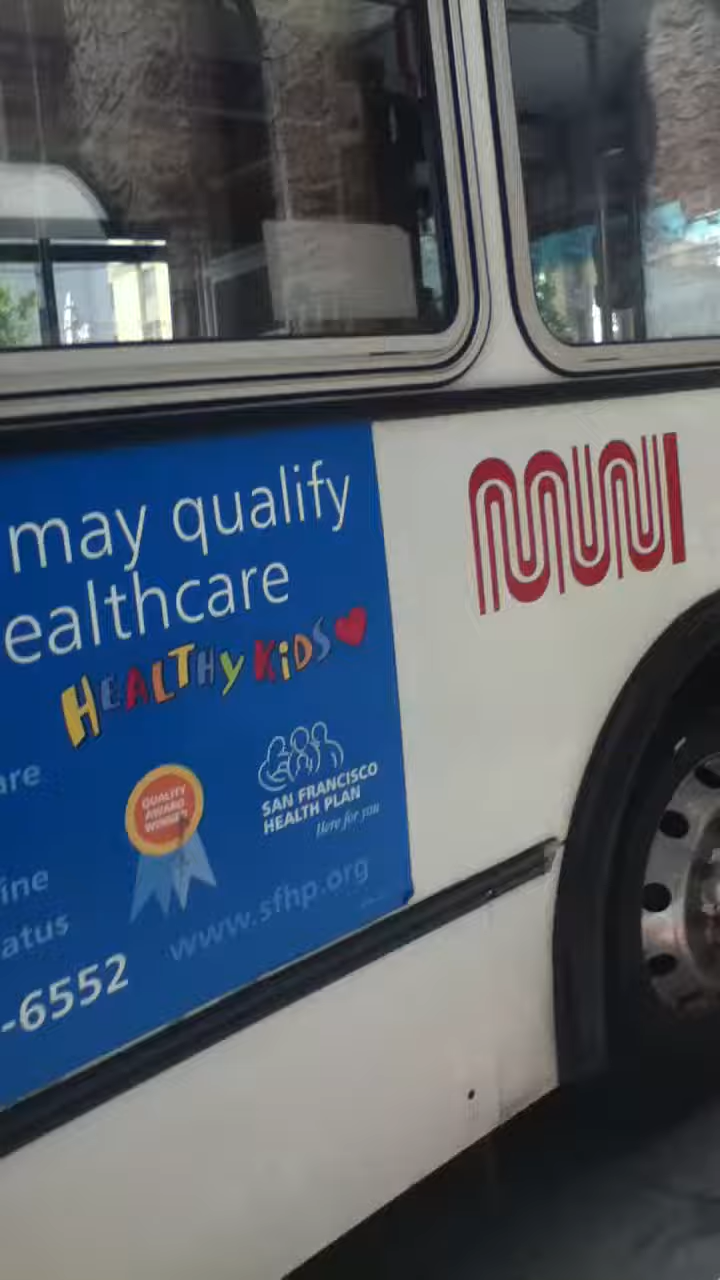 may qualify
ealthcare
HEALTHY KiDS
are
QUALITY
AWARD
WINNER
SAN FRANCISCO
HEALTH PLAN
Here for you
ine
atus
www.sfhp.org
-6552
MUNI